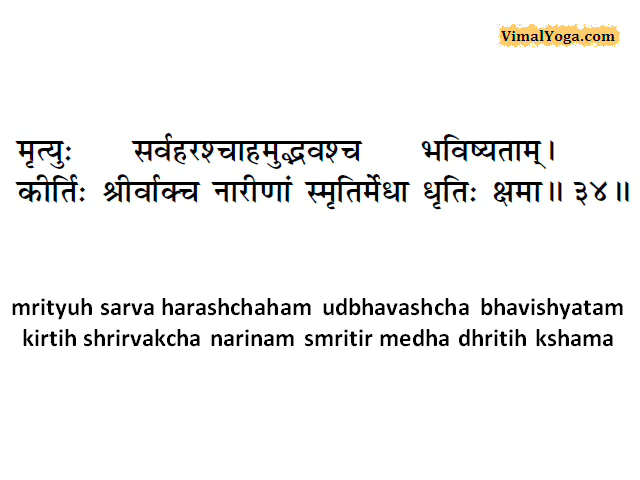 VimalYoga.com
मृत्युः सर्वहरश्चाहमुद्भवश्च भविष्यताम्।
कीर्तिः श्रीर्वाक्च नारीणां स्मृतिर्मेधा धृतिः क्षमा॥ ३४॥
mrityuh sarva harashchaham udbhavashcha bhavishyatam
kirtih shrirvakcha narinam smritir medha dhritih kshama